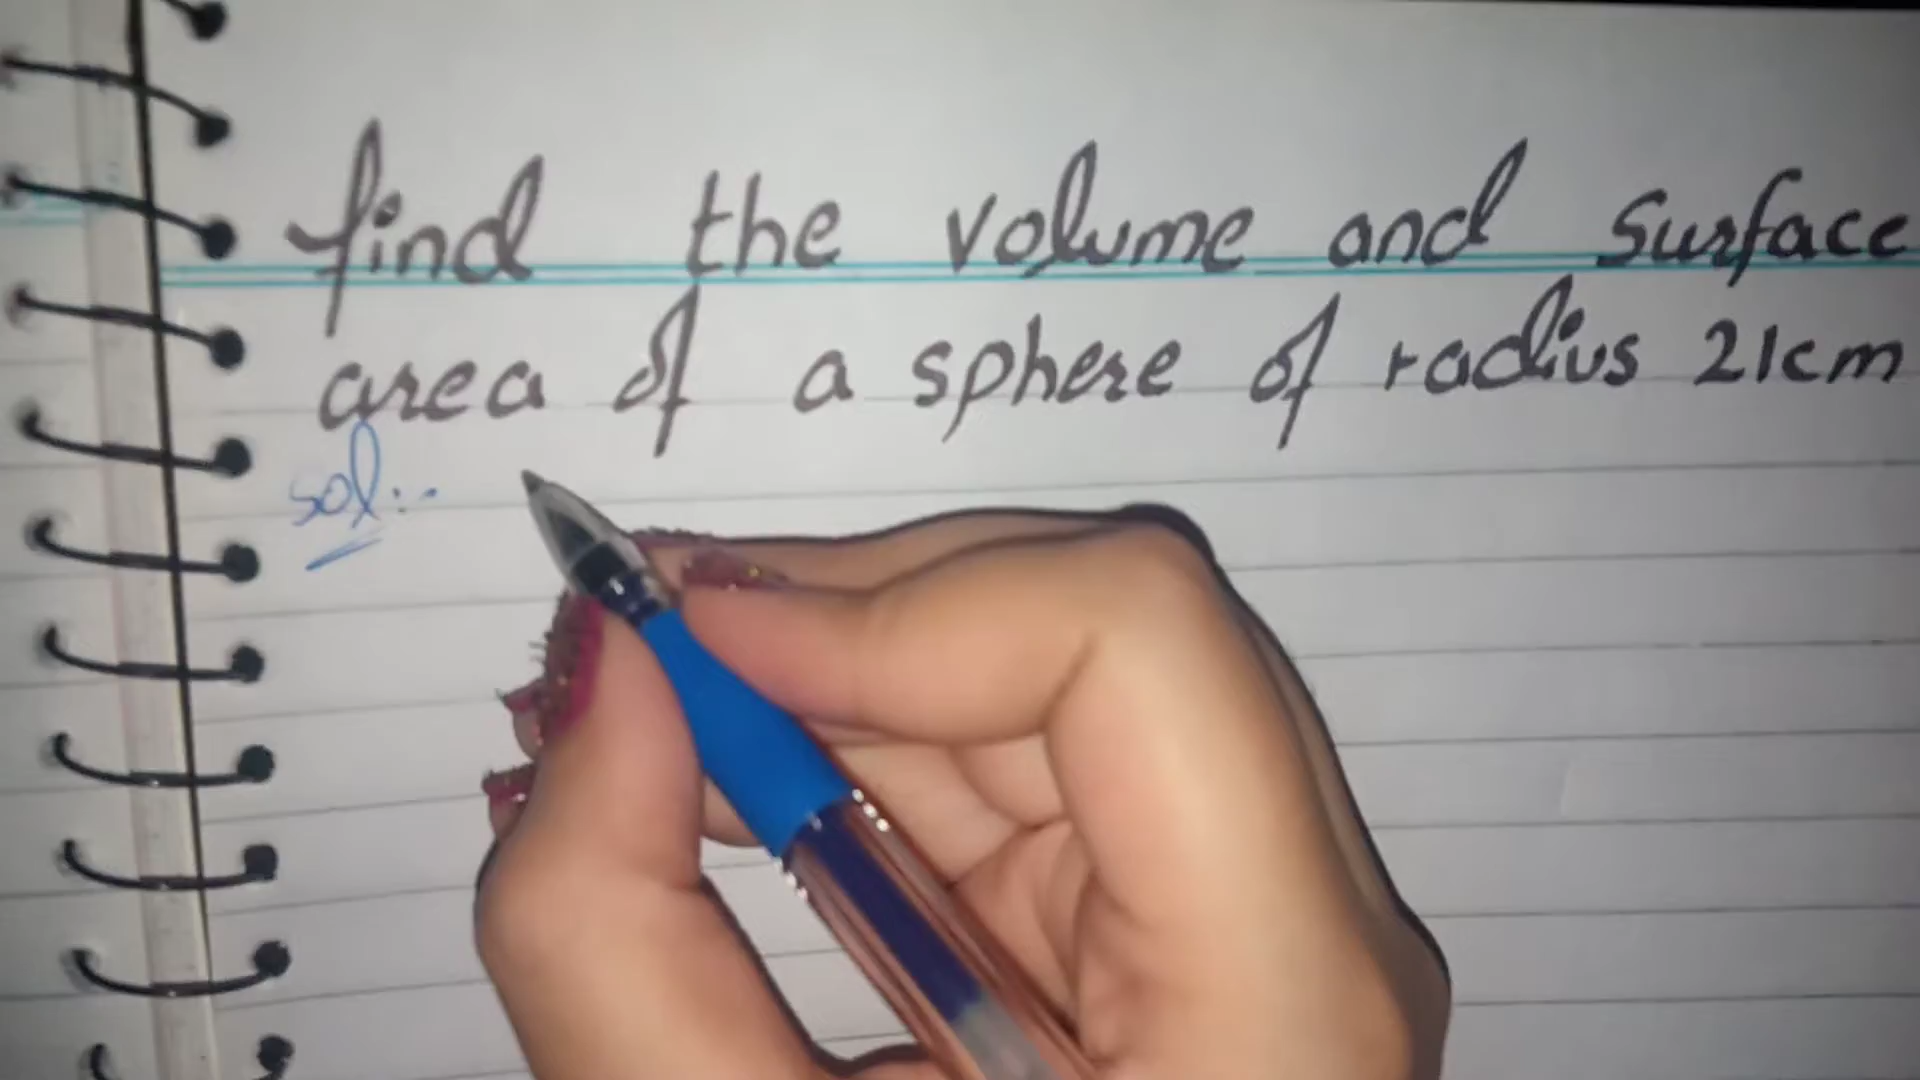 find the volume and surface
area of a sphere of radius 21cm
sol:-